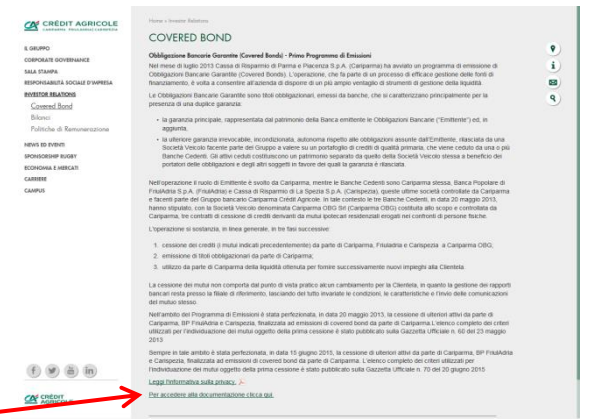 CRÉDIT AGRICOLE
IL GRUPPO
CORPORATE GOVERNANCE
SALA STAMPA
RESPONSABILITÀ SOCIALE D'IMPRESA
INVESTOR RELATIONS
Covered Bond
Bilanci
Politiche di Remunerazione
NEWS ED EVENTI
SPONSORSHIP RUGBY
ECONOMIA E MERCATI
CARRIERE
CAMPUS
Home » Investor Relations
COVERED BOND
Obbligazione Bancarie Garantite (Covered Bonds) - Primo Programma di Emissioni
Nel mese di luglio 2013 Cassa di Risparmio di Parma e Piacenza S.p.A. (Cariparma) ha avviato un programma di emissione di
Obbligazioni Bancarie Garantite (Covered Bonds). L'operazione, che fa parte di un processo di efficace gestione delle fonti di
finanziamento, è volta a consentire all'azienda di disporre di un più ampio ventaglio di strumenti di gestione della liquidità.
Le Obbligazioni Bancarie Garantite sono titoli obbligazionari, emessi da banche, che si caratterizzano principalmente per la
presenza di una duplice garanzia:
• la garanzia principale, rappresentata dal patrimonio della Banca emittente le Obbligazioni Bancarie ("Emittente") ed, in
aggiunta,
• la ulteriore garanzia irrevocabile, incondizionata, autonoma rispetto alle obbligazioni assunte dall'Emittente, rilasciata da una
Società Veicolo facente parte del Gruppo a valese su un portafoglio di crediti di qualità primaria, che viene ceduto da una o più
Banche Cedenti. Gli attivi ceduti costituiscono un patrimonio separato da quello della Società Veicolo stessa a beneficio dei
portatori delle obbligazioni e degli altri soggetti in favore dei quali la garanzia è rilasciata.
Nell'operazione il ruolo di Emittente è svolto da Cariparma, mentre le Banche Cedenti sono Cariparma stessa, Banca Popolare di
FriulAdria S.p.A. (FriulAdria) e Cassa di Risparmio di La Spezia S.p.A. (Carispezia), queste ultime società controllate da Cariparma
e facenti parte del Gruppo bancario Cariparma Crédit Agricole. In tale contesto le tre Banche Cedenti, in data 20 maggio 2013,
hanno stipulato, con la Società Veicolo denominata Cariparma OBG Srl (Cariparma OBG) costituita allo scopo e controllata da
Cariparma, tre contratti di cessione di crediti derivanti da mutui ipotecari residenziali erogati nei confronti di persone fisiche.
L'operazione si sostanzia, in linea generale, in tre fasi successive:
1. cessione dei crediti (i mutui indicati precedentemente) da parte di Cariparma, Friuladria e Carispezia a Cariparma OBG;
2. emissione di titoli obbligazionari da parte di Cariparma;
3. utilizzo da parte di Cariparma della liquidità ottenuta per fornire successivamente nuovi impieghi alla Clientela.
La cessione dei mutui non comporta dal punto di vista pratico alcun cambiamento per la Clientela, in quanto la gestione dei rapporti
bancari resta presso la filiale di riferimento, lasciando del tutto invariate le condizioni, le caratteristiche e l'invio delle comunicazioni
del mutuo stesso.
Nell'ambito del Programma di Emissioni è stata perfezionata, in data 20 maggio 2013, la cessione di ulteriori attivi da parte di
Cariparma, BP FriulAdria e Carispezia, finalizzata ad emissioni di covered bond da parte di Cariparma.L'elenco completo dei criteri
utilizzati per l'individuazione dei mutui oggetto della prima cessione è stato pubblicato sulla Gazzetta Ufficiale n. 60 del 23 maggio
2013
Sempre in tale ambito è stata perfezionata, in data 15 giugno 2015, la cessione di ulteriori attivi da parte di Cariparma, BP FriulAdria
e Carispezia, finalizzata ad emissioni di covered bond da parte di Cariparma. L'elenco completo dei criteri utilizzati per
l'individuazione dei mutui oggetto della prima cessione è stato pubblicato sulla Gazzetta Ufficiale n. 70 del 20 giugno 2015
Leggi l'informativa sulla privacy
Per accedere alla documentazione clicca qui.
CRÉDIT
AGRICOLE